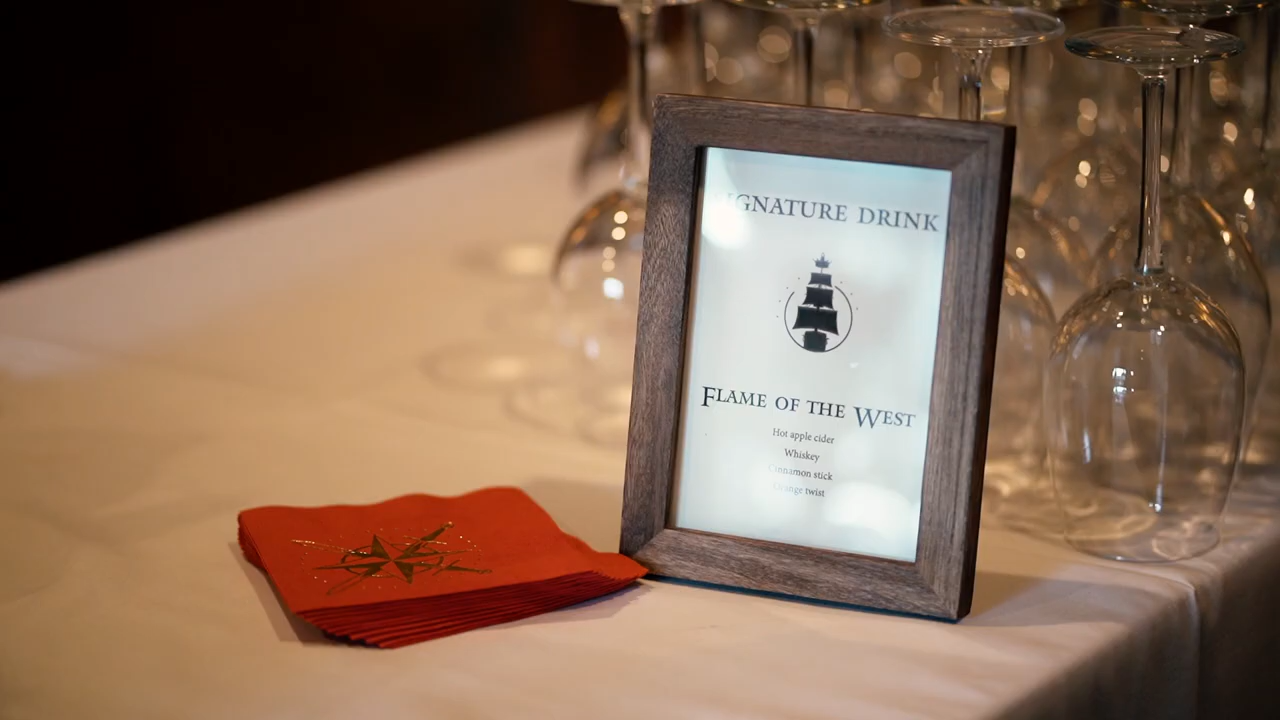 SIGNATURE DRINK
FLAME OF THE WEST
Hot apple cider
Whiskey
Cinnamon stick
Orange twist